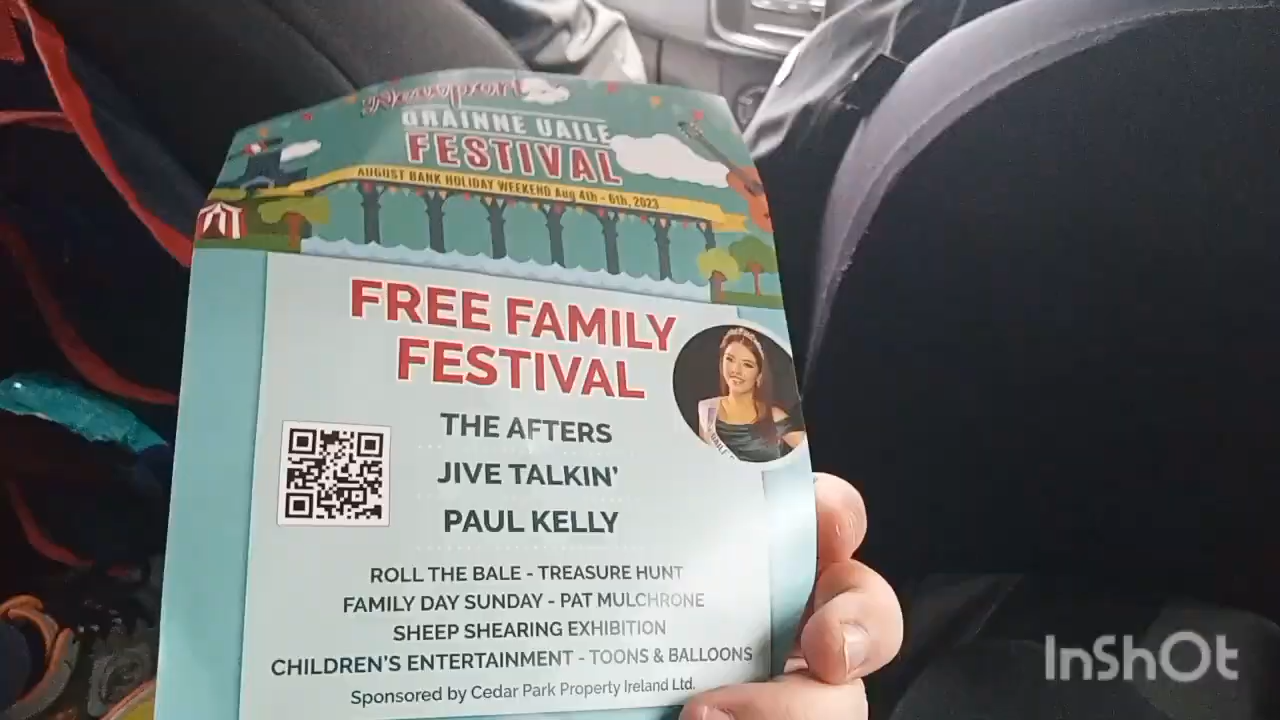 Newport
GRAINNE UAILE
FESTIVAL
AUGUST BANK HOLIDAY WEEKEND Aug 4th - 6th, 2023
FREE FAMILY
FESTIVAL
THE AFTERS
JIVE TALKIN'
PAUL KELLY
ROLL THE BALE - TREASURE HUNT
FAMILY DAY SUNDAY - PAT MULCHRONE
SHEEP SHEARING EXHIBITION
CHILDREN'S ENTERTAINMENT - TOONS & BALLOONS
Sponsored by Cedar Park Property Ireland Ltd.
InShOt